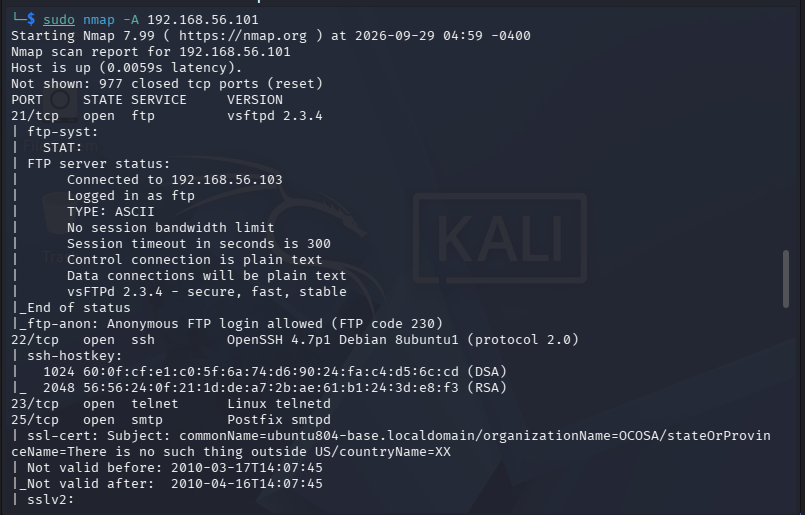 └─$ sudo nmap -A 192.168.56.101
Starting Nmap 7.99 ( https://nmap.org ) at 2026-09-29 04:59 -0400
Nmap scan report for 192.168.56.101
Host is up (0.0059s latency).
Not shown: 977 closed tcp ports (reset)
PORT     STATE SERVICE     VERSION
21/tcp   open  ftp         vsftpd 2.3.4
| ftp-syst:
|   STAT:
| FTP server status:
|      Connected to 192.168.56.103
|      Logged in as ftp
|      TYPE: ASCII
|      No session bandwidth limit
|      Session timeout in seconds is 300
|      Control connection is plain text
|      Data connections will be plain text
|      vsFTPd 2.3.4 - secure, fast, stable
|_End of status
|_ftp-anon: Anonymous FTP login allowed (FTP code 230)
22/tcp   open  ssh         OpenSSH 4.7p1 Debian 8ubuntu1 (protocol 2.0)
| ssh-hostkey:
|   1024 60:0f:cf:e1:c0:5f:6a:74:d6:90:24:fa:c4:d5:6c:cd (DSA)
|_  2048 56:56:24:0f:21:1d:de:a7:2b:ae:61:b1:24:3d:e8:f3 (RSA)
23/tcp   open  telnet      Linux telnetd
25/tcp   open  smtp        Postfix smtpd
| ssl-cert: Subject: commonName=ubuntu804-base.localdomain/organizationName=OCOSA/stateOrProvin
ceName=There is no such thing outside US/countryName=XX
| Not valid before: 2010-03-17T14:07:45
|_Not valid after:  2010-04-16T14:07:45
| sslv2:
KALI